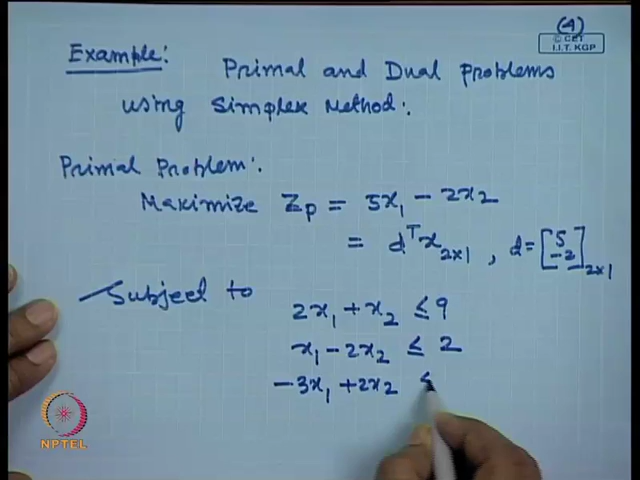 (4)
© CET
I.I.T. KGP
Example: Primal and Dual Problems
using Simplex Method:
Primal Problem:
Maximize Zp = 5x₁ - 2x₂
= dᵀx₂ₓ₁, d = [5 -2]₂ₓ₁
Subject to
2x₁ + x₂ ≤ 9
x₁ - 2x₂ ≤ 2
-3x₁ + 2x₂ ≤
NPTEL